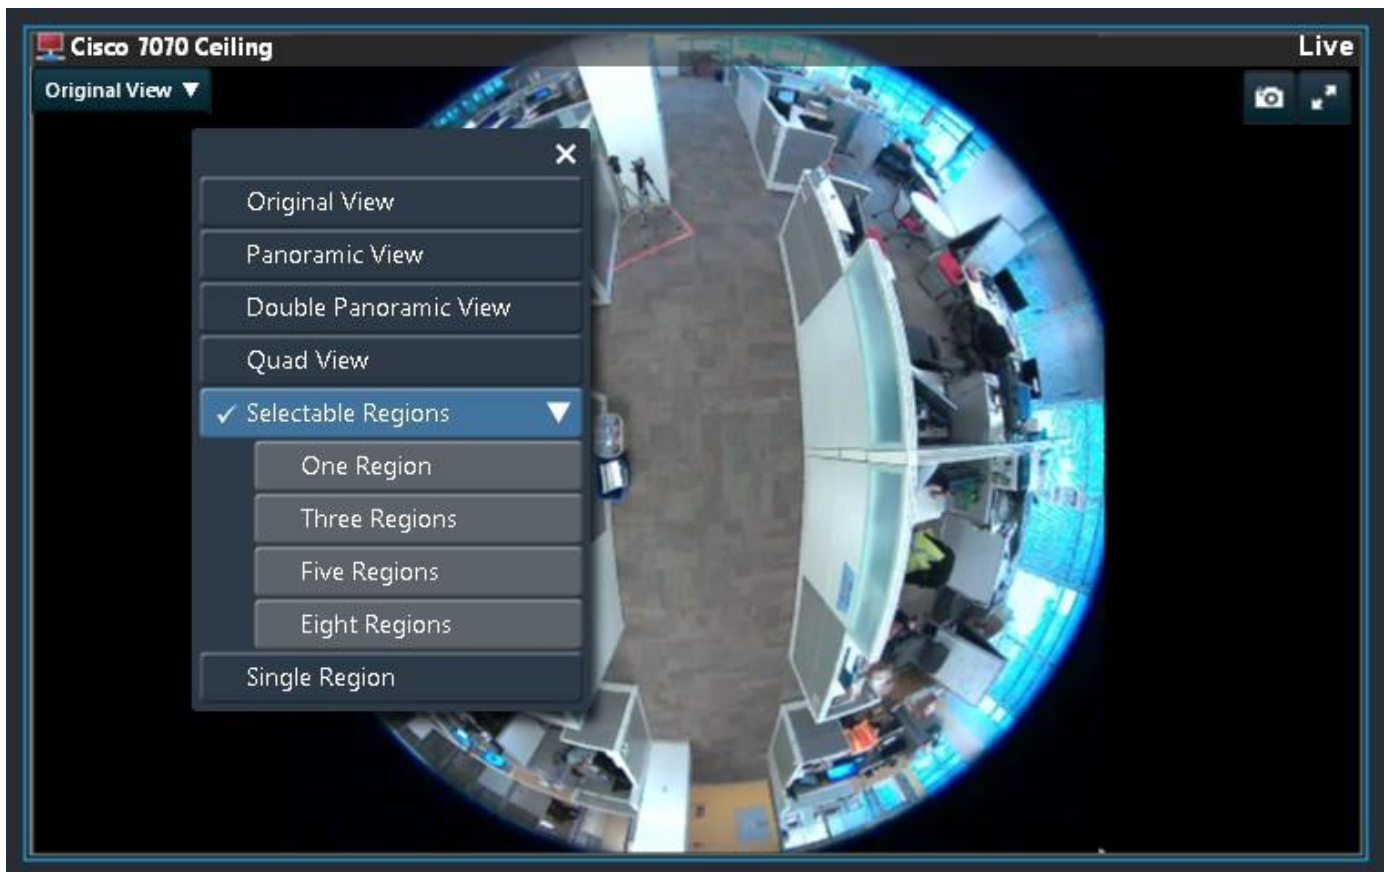 Cisco 7070 Ceiling
Live
Original View
Original View
Panoramic View
Double Panoramic View
Quad View
Selectable Regions
One Region
Three Regions
Five Regions
Eight Regions
Single Region